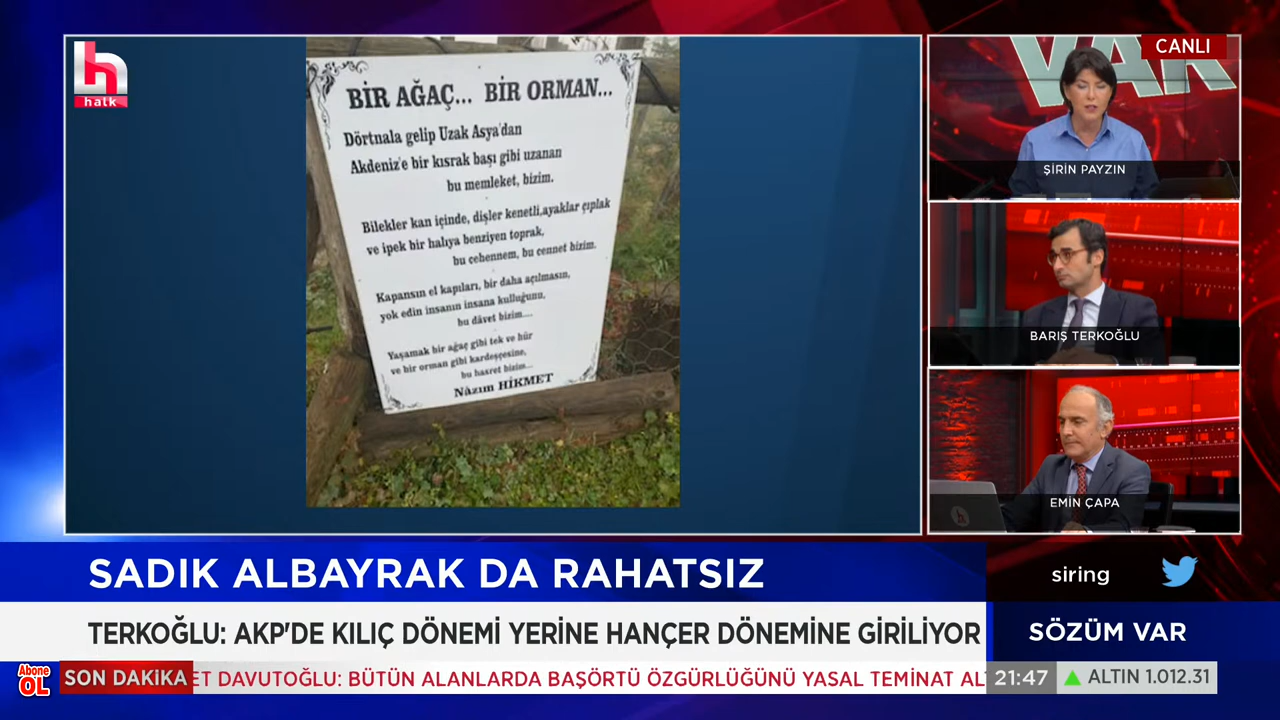 h
halk
BİR AĞAÇ... BİR ORMAN...
Dörtnala gelip Uzak Asya'dan
Akdeniz'e bir kısrak başı gibi uzanan
bu memleket, bizim.
Bilekler kan içinde, dişler kenetli,ayaklar çıplak
ve ipek bir halıya benziyen toprak,
bu cehennem, bu cennet bizim.
Kapansın el kapıları, bir daha açılmasın,
yok edin insanın insana kulluğunu,
bu dâvet bizim....
Yaşamak bir ağaç gibi tek ve hür
ve bir orman gibi kardeşçesine,
bu hasret bizim...
Nâzım HİKMET
VAR
CANLI
ŞİRİN PAYZIN
BARIŞ TERKOĞLU
EMİN ÇAPA
SADIK ALBAYRAK DA RAHATSIZ
siring
TERKOĞLU: AKP'DE KILIÇ DÖNEMİ YERİNE HANÇER DÖNEMİNE GİRİLİYOR
SÖZÜM VAR
Abone
OL
SON DAKİKA
ET DAVUTOĞLU: BÜTÜN ALANLARDA BAŞÖRTÜ ÖZGÜRLÜĞÜNÜ YASAL TEMİNAT AL
21:47
ALTIN 1.012.31